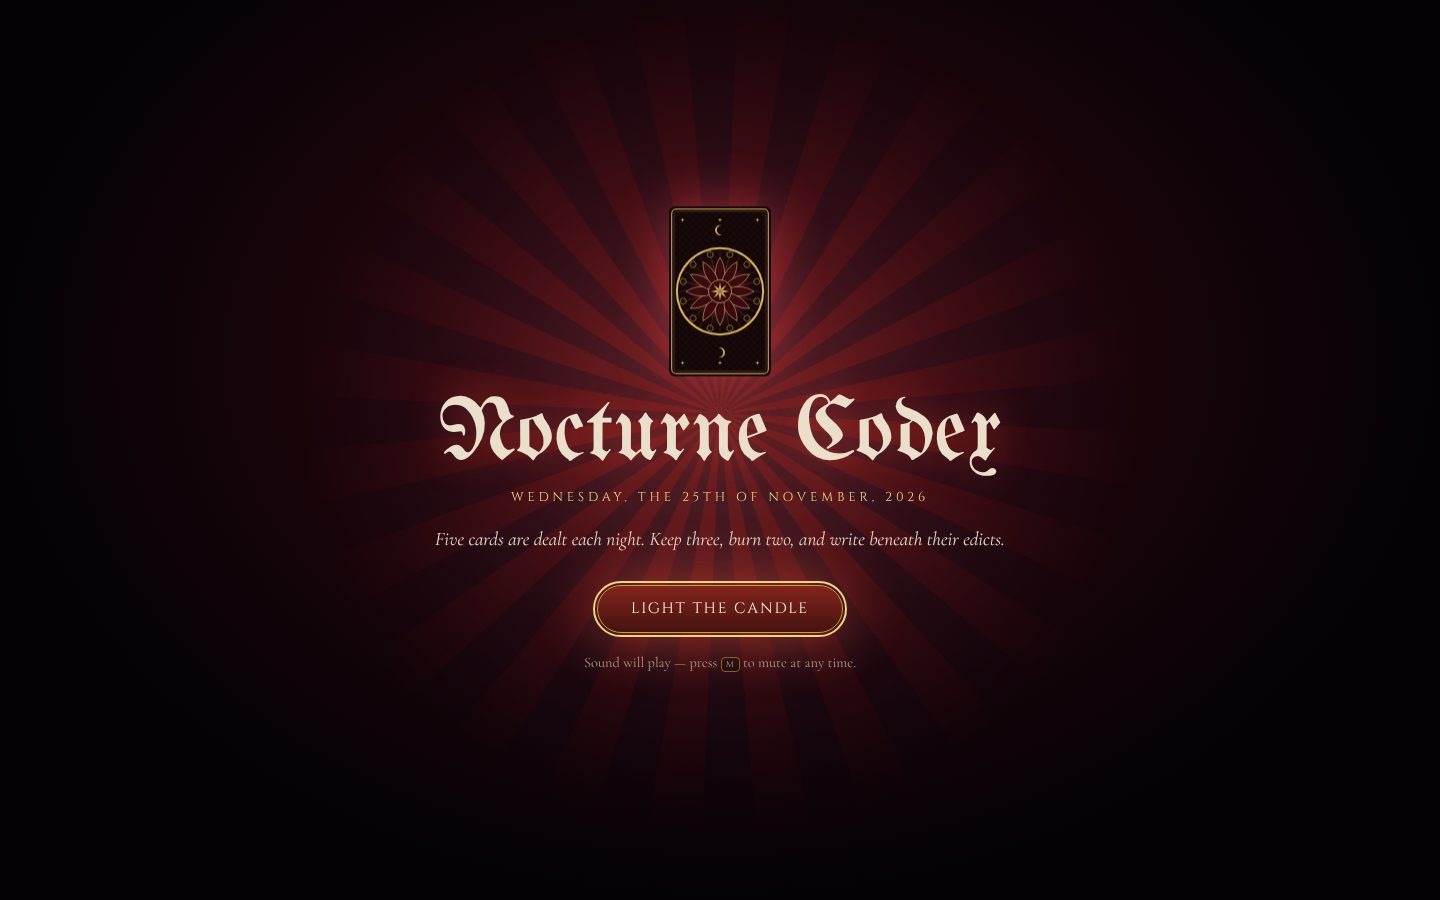 Nocturne Codex
WEDNESDAY, THE 25TH OF NOVEMBER, 2026
Five cards are dealt each night. Keep three, burn two, and write beneath their edicts.
LIGHT THE CANDLE
Sound will play — press M to mute at any time.